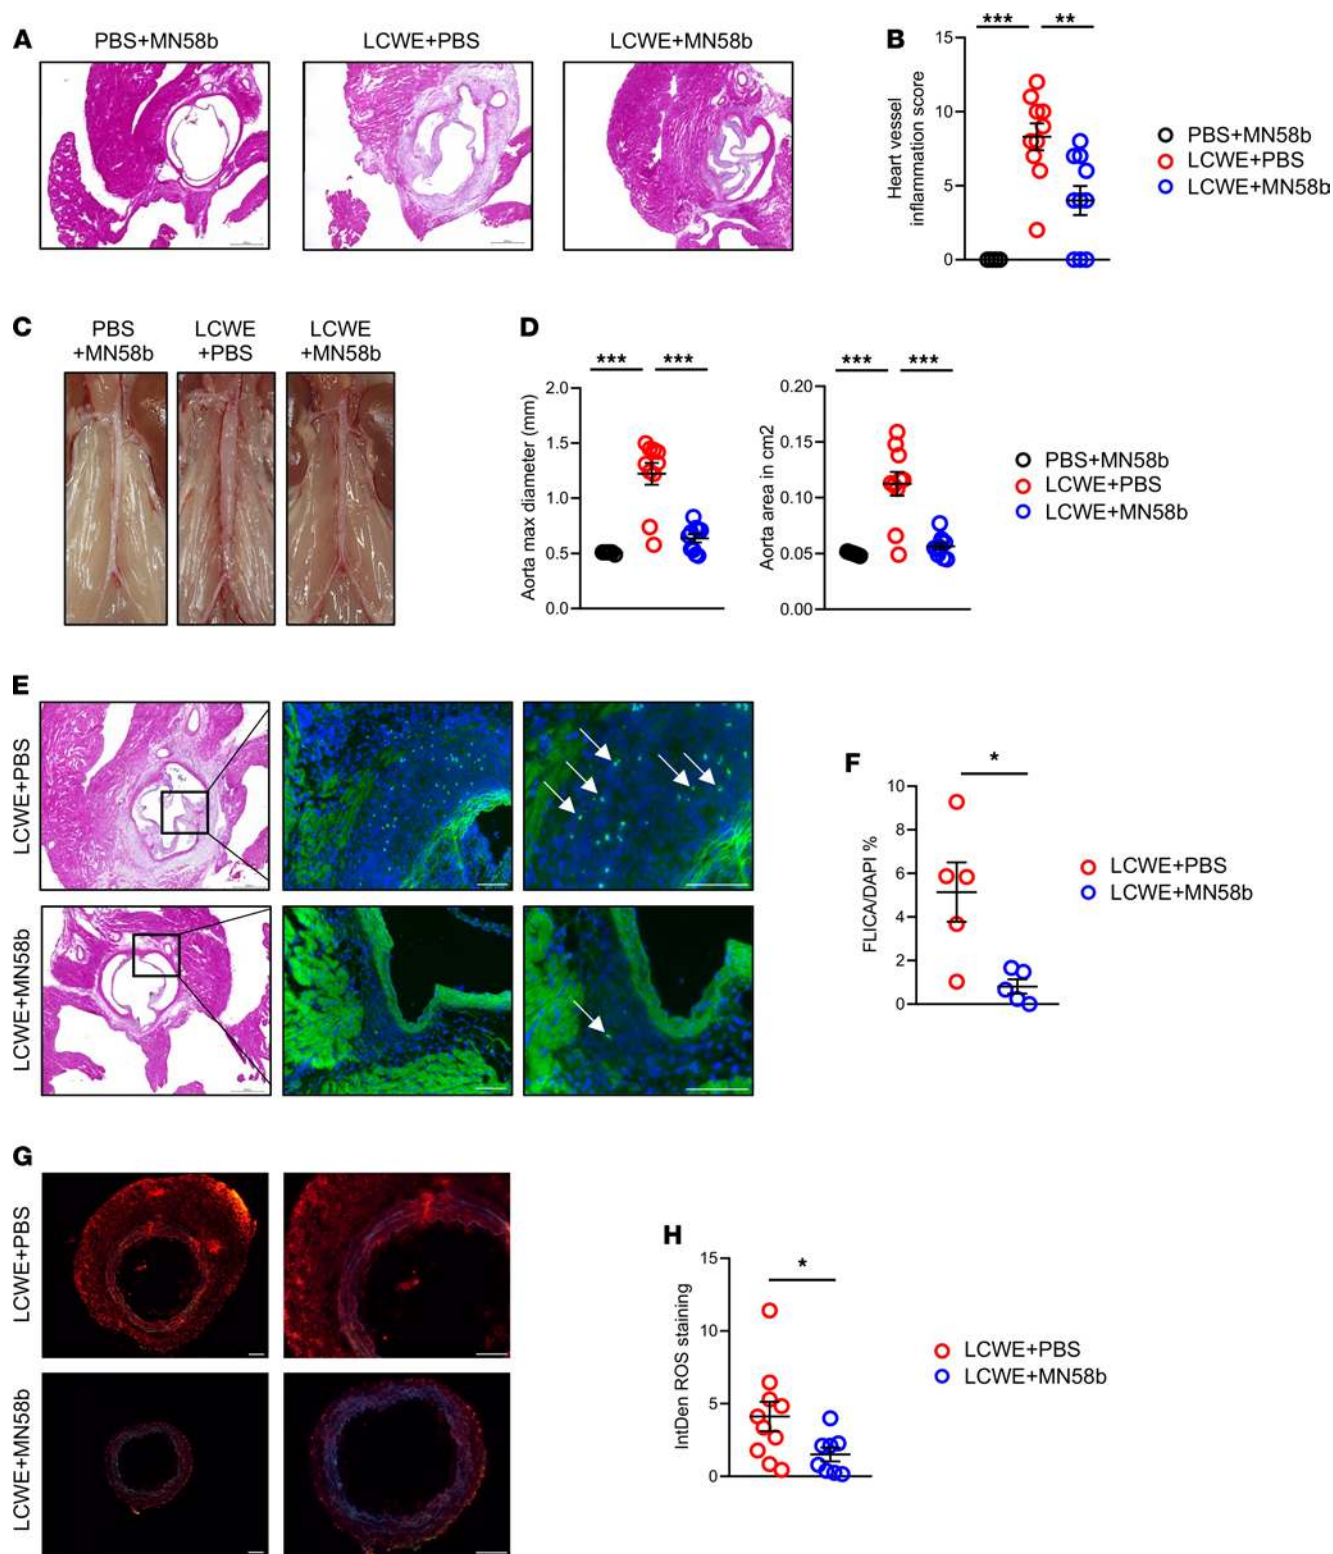 A
PBS+MN58b
LCWE+PBS
LCWE+MN58b
B
***
**
Heart vessel
inflammation score
15
10
5
0
PBS+MN58b
LCWE+PBS
LCWE+MN58b
C
PBS
+MN58b
LCWE
+PBS
LCWE
+MN58b
D
***
***
Aorta max diameter (mm)
2.0
1.5
1.0
0.5
0.0
***
***
Aorta area in cm2
0.20
0.15
0.10
0.05
0.00
PBS+MN58b
LCWE+PBS
LCWE+MN58b
E
LCWE+PBS
LCWE+MN58b
F
*
FLICA/DAPI %
10
8
6
4
2
0
LCWE+PBS
LCWE+MN58b
G
LCWE+PBS
LCWE+MN58b
H
*
IntDen ROS staining
15
10
5
0
LCWE+PBS
LCWE+MN58b